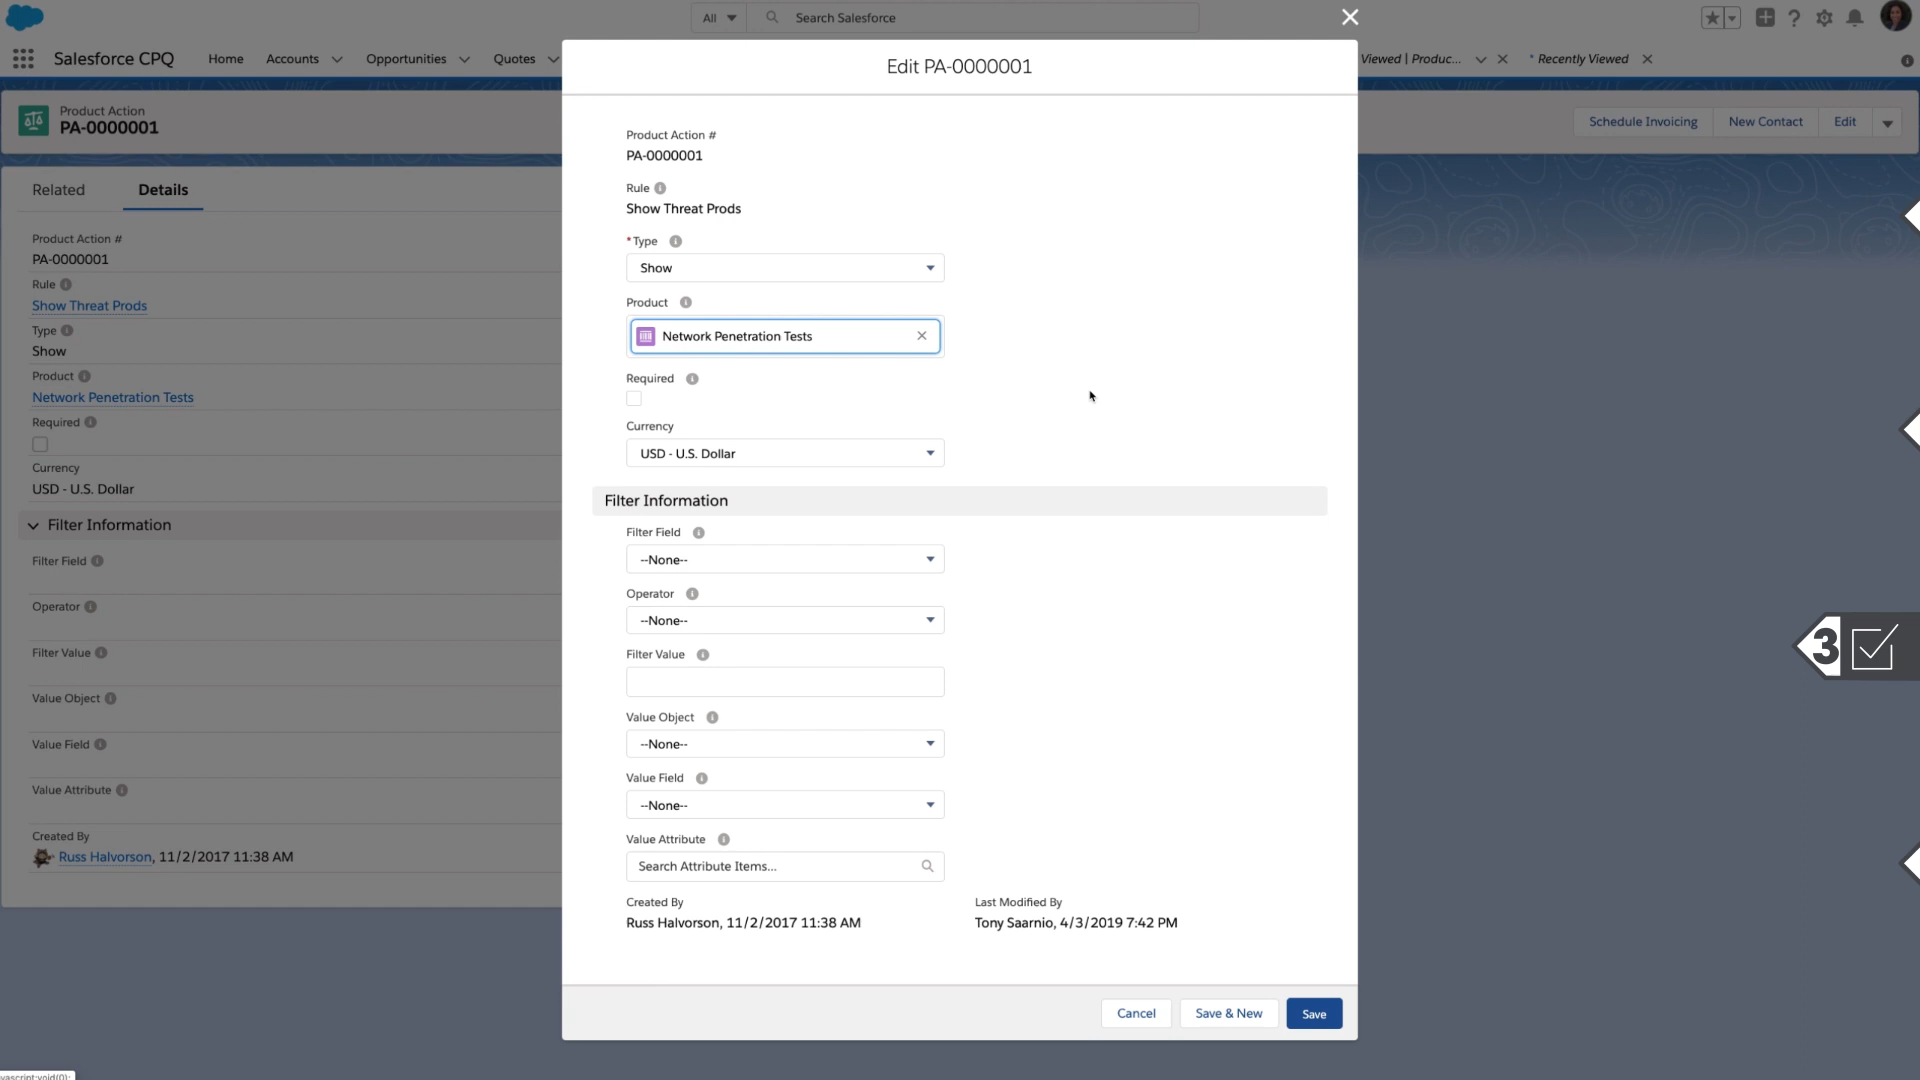 All
Search Salesforce
Salesforce CPQ
Home
Accounts
Opportunities
Quotes
Viewed | Produc...
* Recently Viewed
Product Action
PA-0000001
Schedule Invoicing
New Contact
Edit
Related
Details
Product Action #
PA-0000001
Rule
Show Threat Prods
Type
Show
Product
Network Penetration Tests
Required
Currency
USD - U.S. Dollar
Filter Information
Filter Field
Operator
Filter Value
Value Object
Value Field
Value Attribute
Created By
Russ Halvorson, 11/2/2017 11:38 AM
Edit PA-0000001
Product Action #
PA-0000001
Rule
Show Threat Prods
* Type
Show
Product
Network Penetration Tests
Required
Currency
USD - U.S. Dollar
Filter Information
Filter Field
--None--
Operator
--None--
Filter Value
Value Object
--None--
Value Field
--None--
Value Attribute
Search Attribute Items...
Created By
Russ Halvorson, 11/2/2017 11:38 AM
Last Modified By
Tony Saarnio, 4/3/2019 7:42 PM
Cancel
Save & New
Save
3
vascript:void(0);